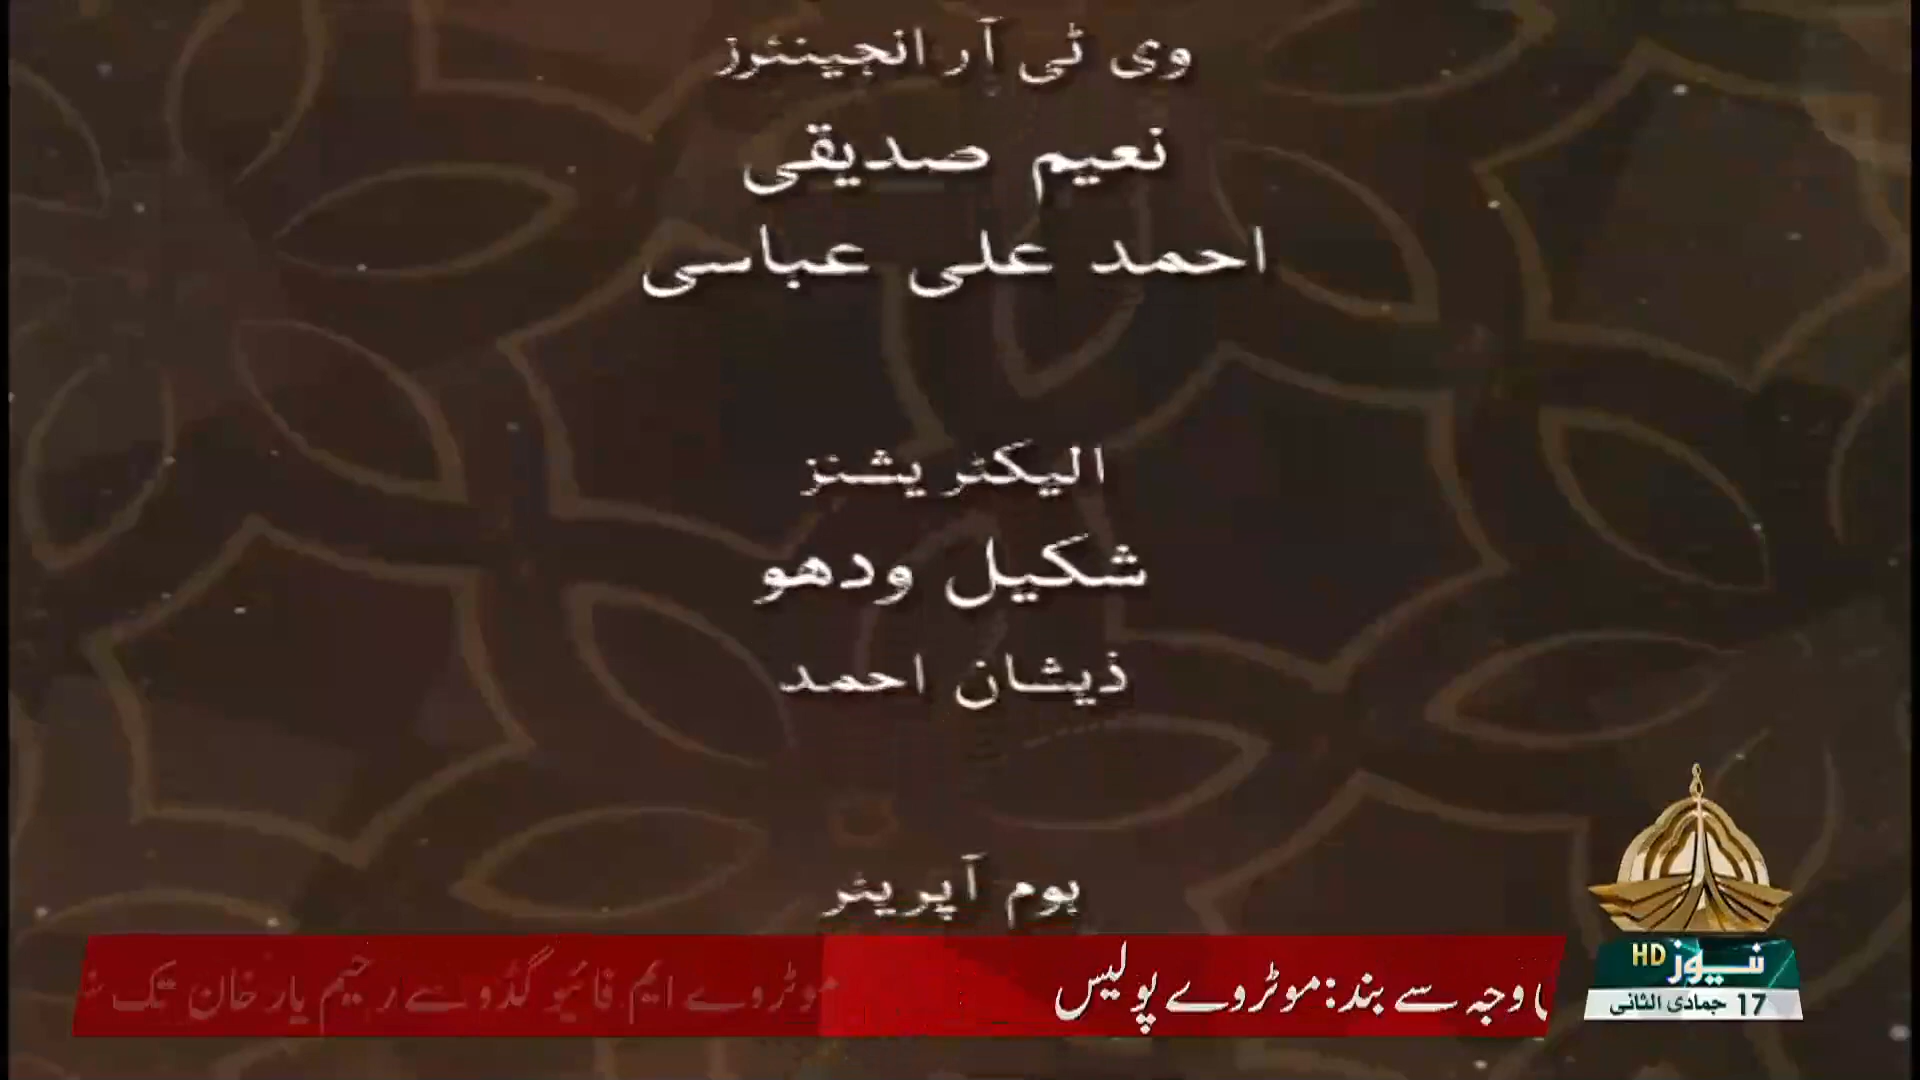 وی ٹی آر انجینئرز
نعیم صدیقی
احمد علی عباسی
الیکٹریشنز
شکیل ودھو
ذیشان احمد
بوم آپریٹر
وجہ سے بند: موٹروے پولیس
موٹروے ایم فائیو گڈو سے رحیم یار خان تک
نیوز HD
17 جمادی الثانی